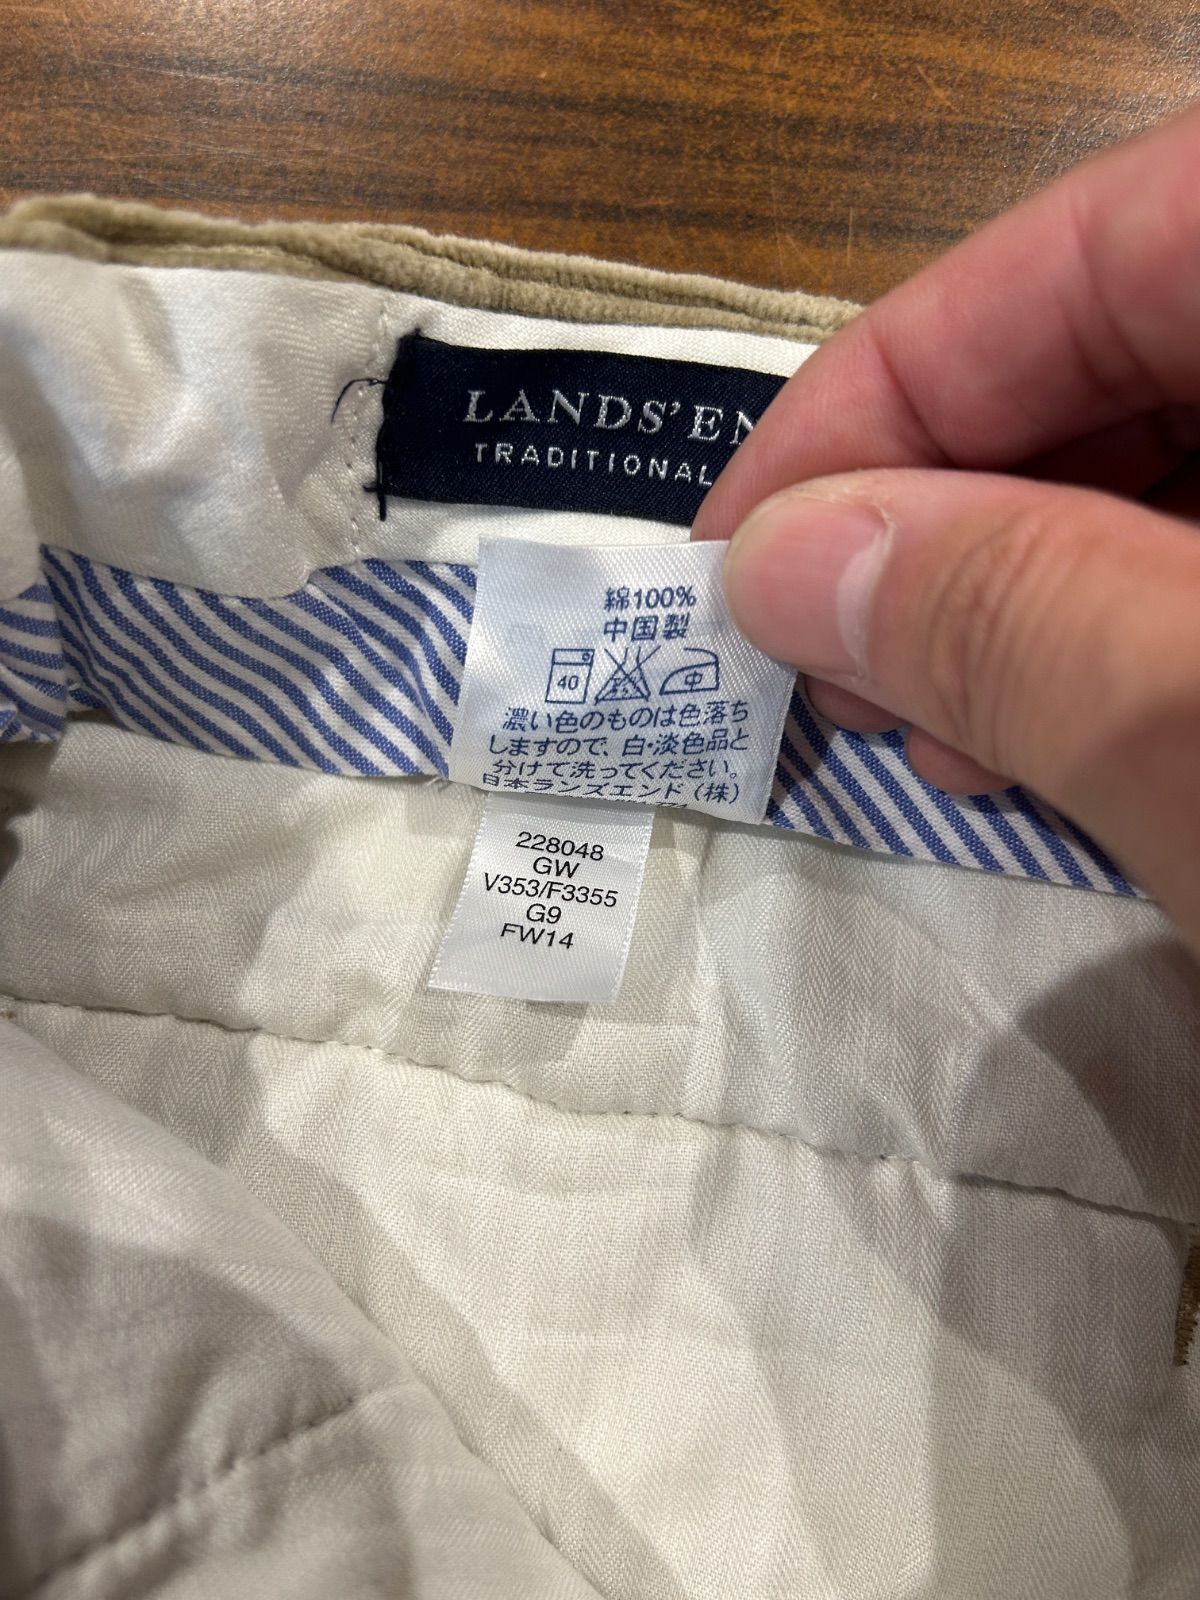 LANDS' EN
TRADITIONAL
綿100%
中国製
40 中
濃い色のものは色落ち
しますので、白・淡色品と
分けて洗ってください。
日本ランズエンド(株)
228048
GW
V353/F3355
G9
FW14